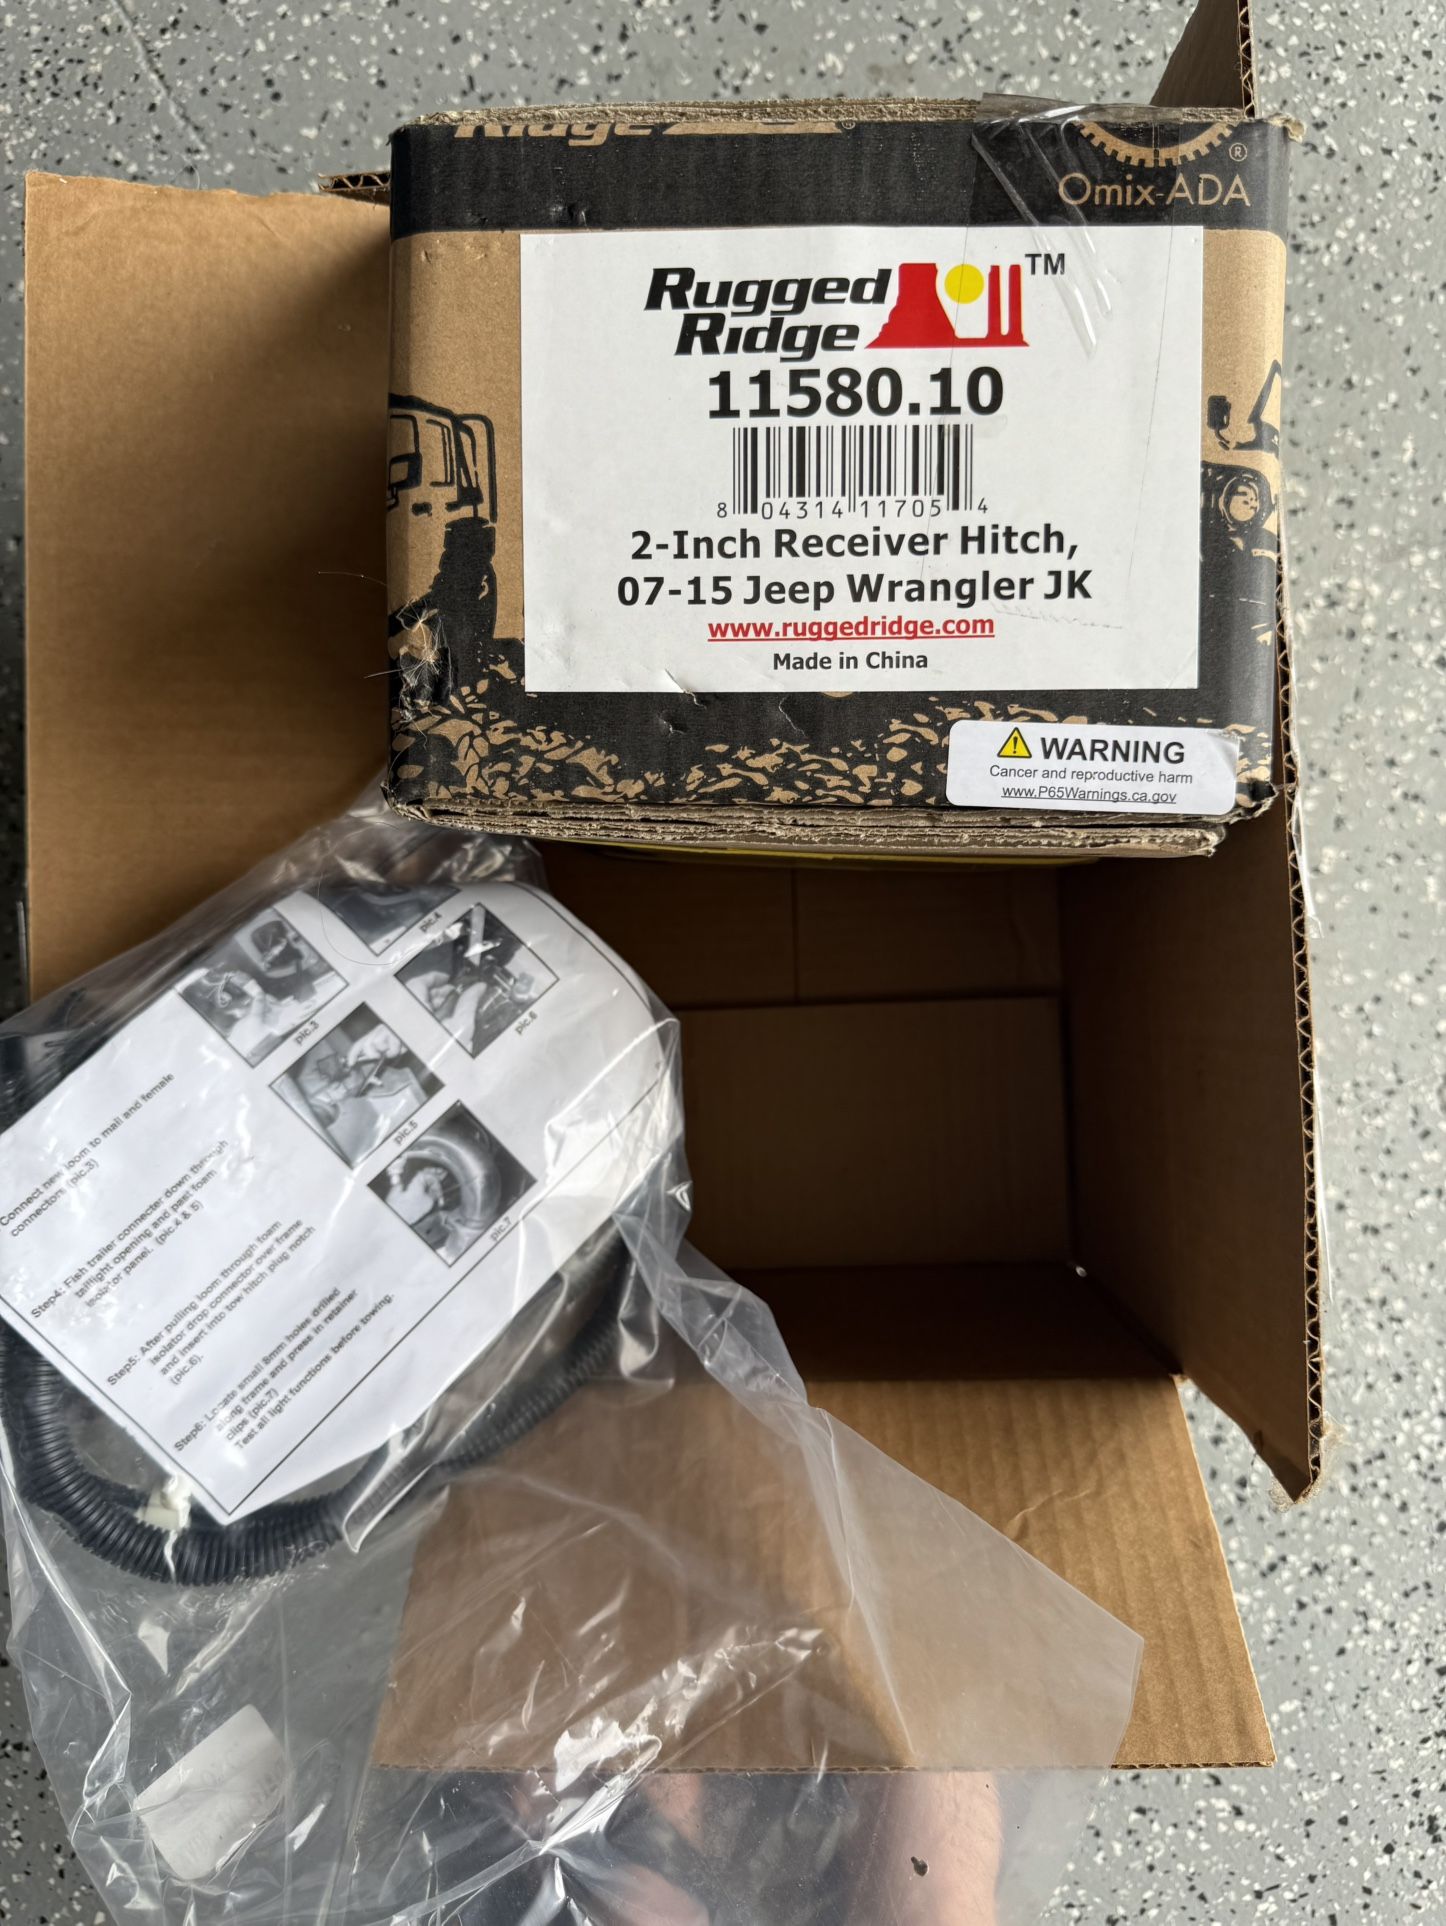 Ridge
®
®
Omix-ADA
Rugged
Ridge
TM
11580.10
8 04314 11705 4
2-Inch Receiver Hitch,
07-15 Jeep Wrangler JK
www.ruggedridge.com
Made in China
WARNING
Cancer and reproductive harm
www.P65Warnings.ca.gov
pic.4
pic.3
pic.6
pic.5
pic.7
Connect new loom to mail and female
connectors (pic.3)
Step4: Fish trailer connecter down through
taillight opening and past foam
isolator panel. (pic.4 & 5)
Step5: After pulling loom through foam
isolator drop connector over frame
and insert into tow hitch plug notch
(pic.6).
Step6: Locate small 8mm holes drilled
along frame and press in retainer
clips (pic.7)
Test all light functions before towing.